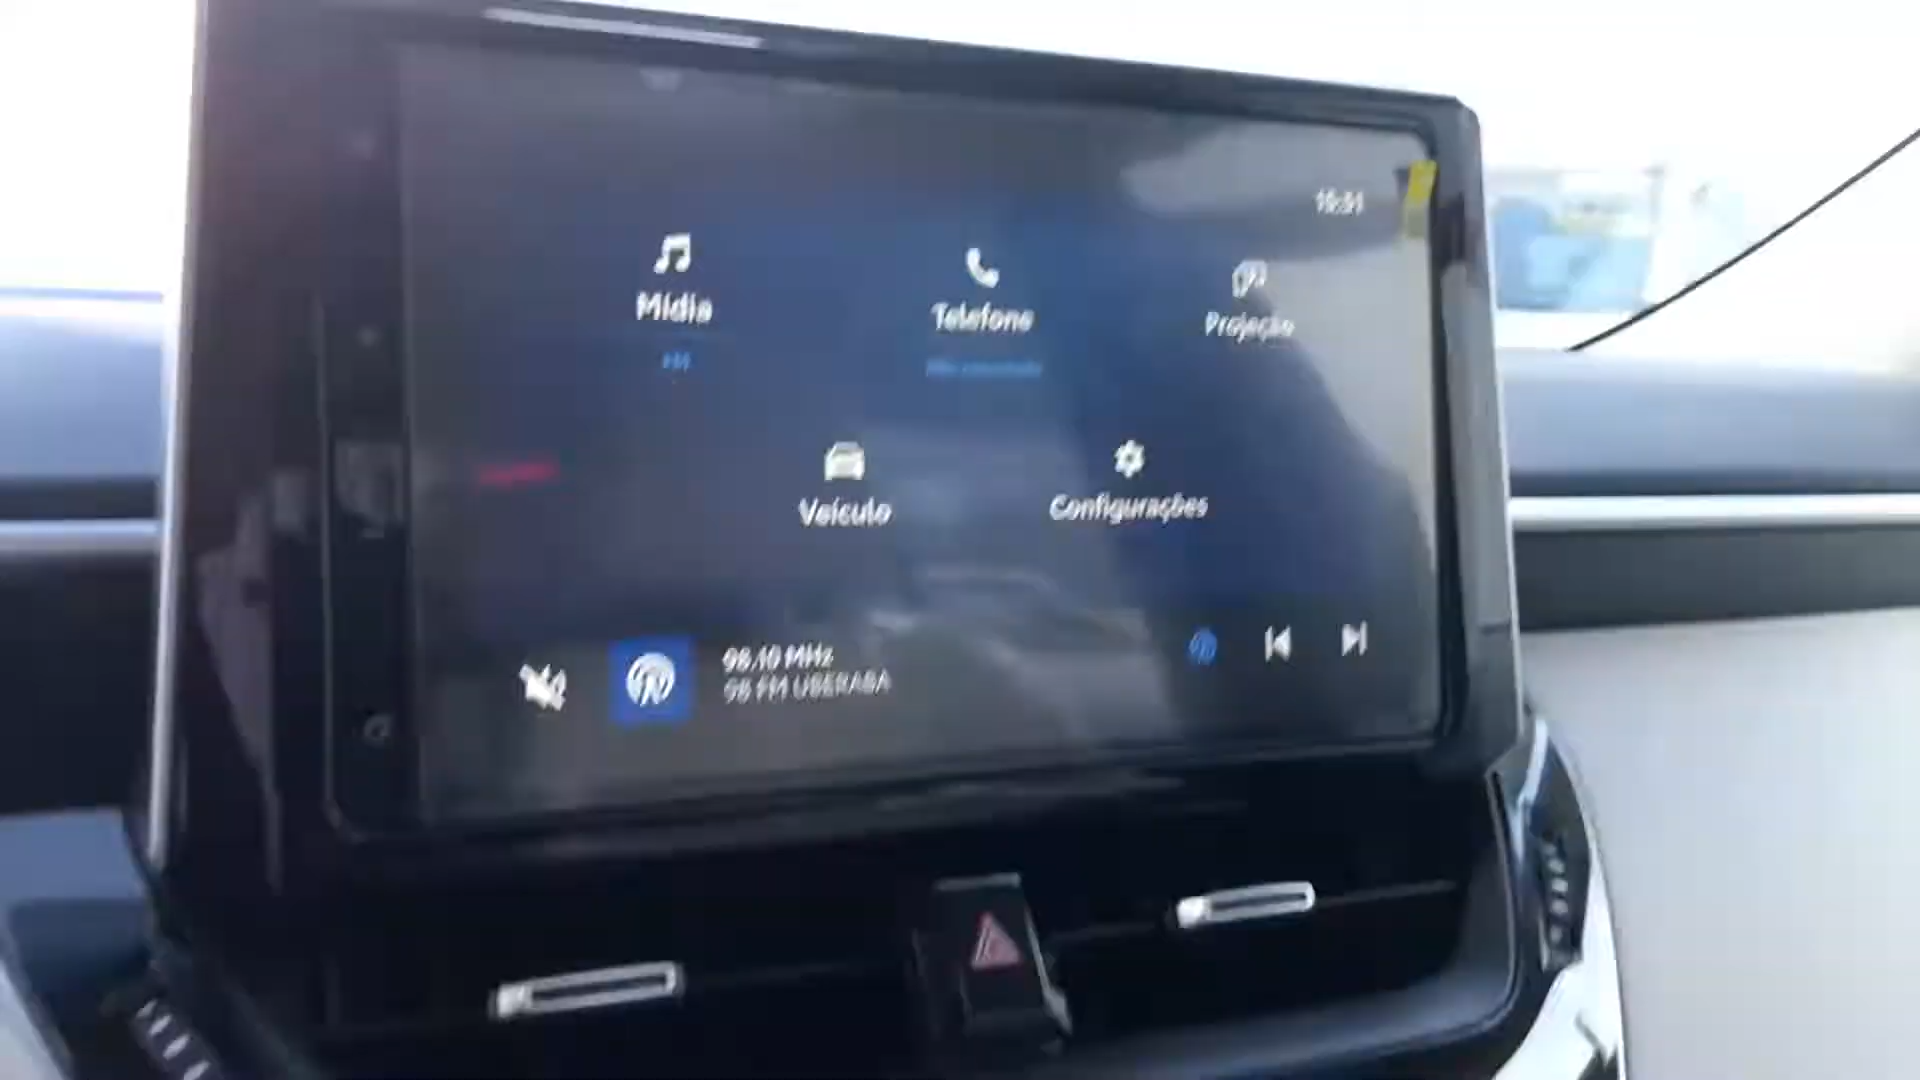 Mídia
Telefone
Projeção
Veículo
Configurações
98.10 MHz
98 FM UBERABA